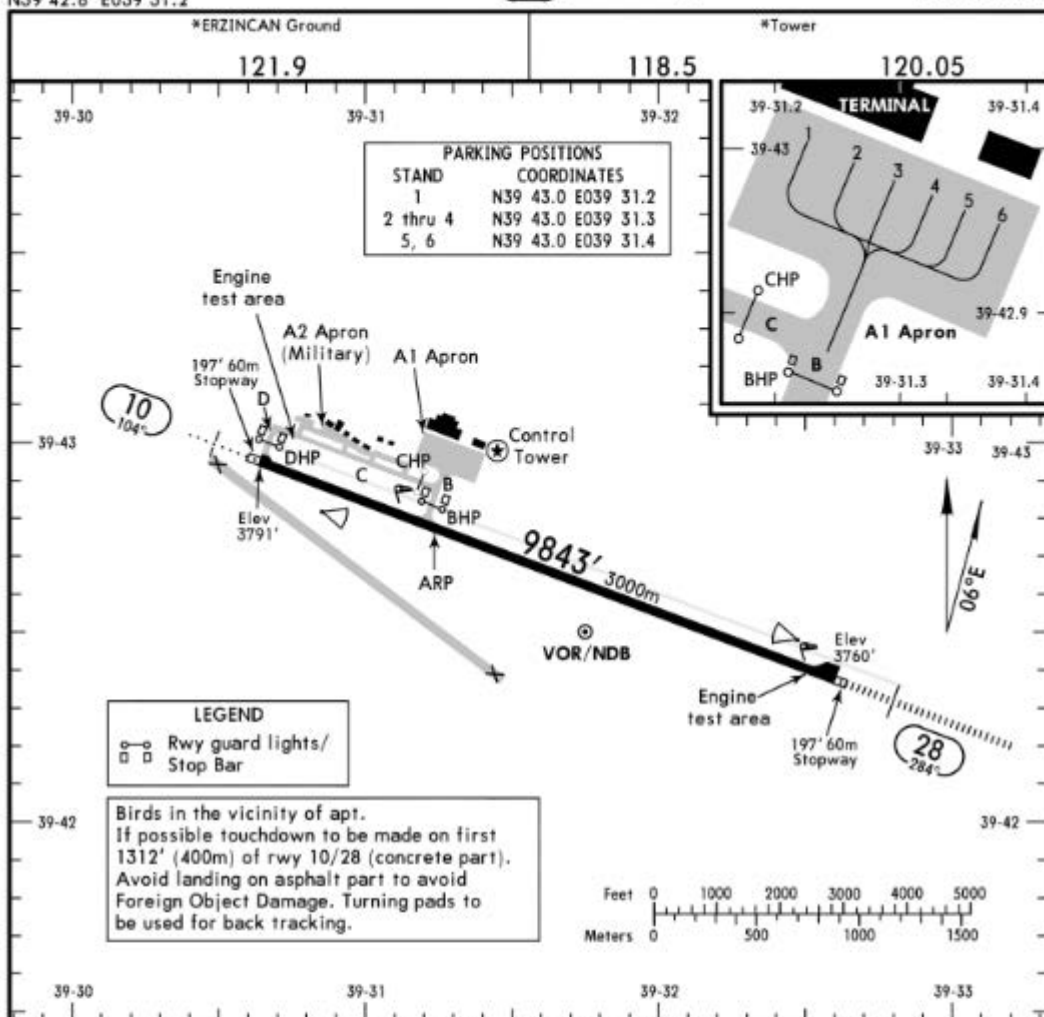 N39 42.8 E039 31.2
*ERZINCAN Ground
*Tower
121.9
118.5
120.05
39-30
39-31
39-32
PARKING POSITIONS
STAND COORDINATES
1 N39 43.0 E039 31.2
2 thru 4 N39 43.0 E039 31.3
5, 6 N39 43.0 E039 31.4
39-31.2
TERMINAL
39-31.4
39-43
1
2
3
4
5
6
CHP
39-42.9
C
A1 Apron
B
BHP
39-31.3
39-31.4
Engine
test area
A2 Apron
(Military)
A1 Apron
197' 60m
Stopway
10
104°
D
39-43
DHP
CHP
Control
Tower
39-33
39-43
C
B
BHP
Elev
3791'
ARP
9843' 3000m
06°E
VOR/NDB
Elev
3760'
Engine
test area
197' 60m
Stopway
28
284°
LEGEND
Rwy guard lights/
Stop Bar
39-42
39-42
Birds in the vicinity of apt.
If possible touchdown to be made on first
1312' (400m) of rwy 10/28 (concrete part).
Avoid landing on asphalt part to avoid
Foreign Object Damage. Turning pads to
be used for back tracking.
Feet 0 1000 2000 3000 4000 5000
Meters 0 500 1000 1500
39-30
39-31
39-32
39-33